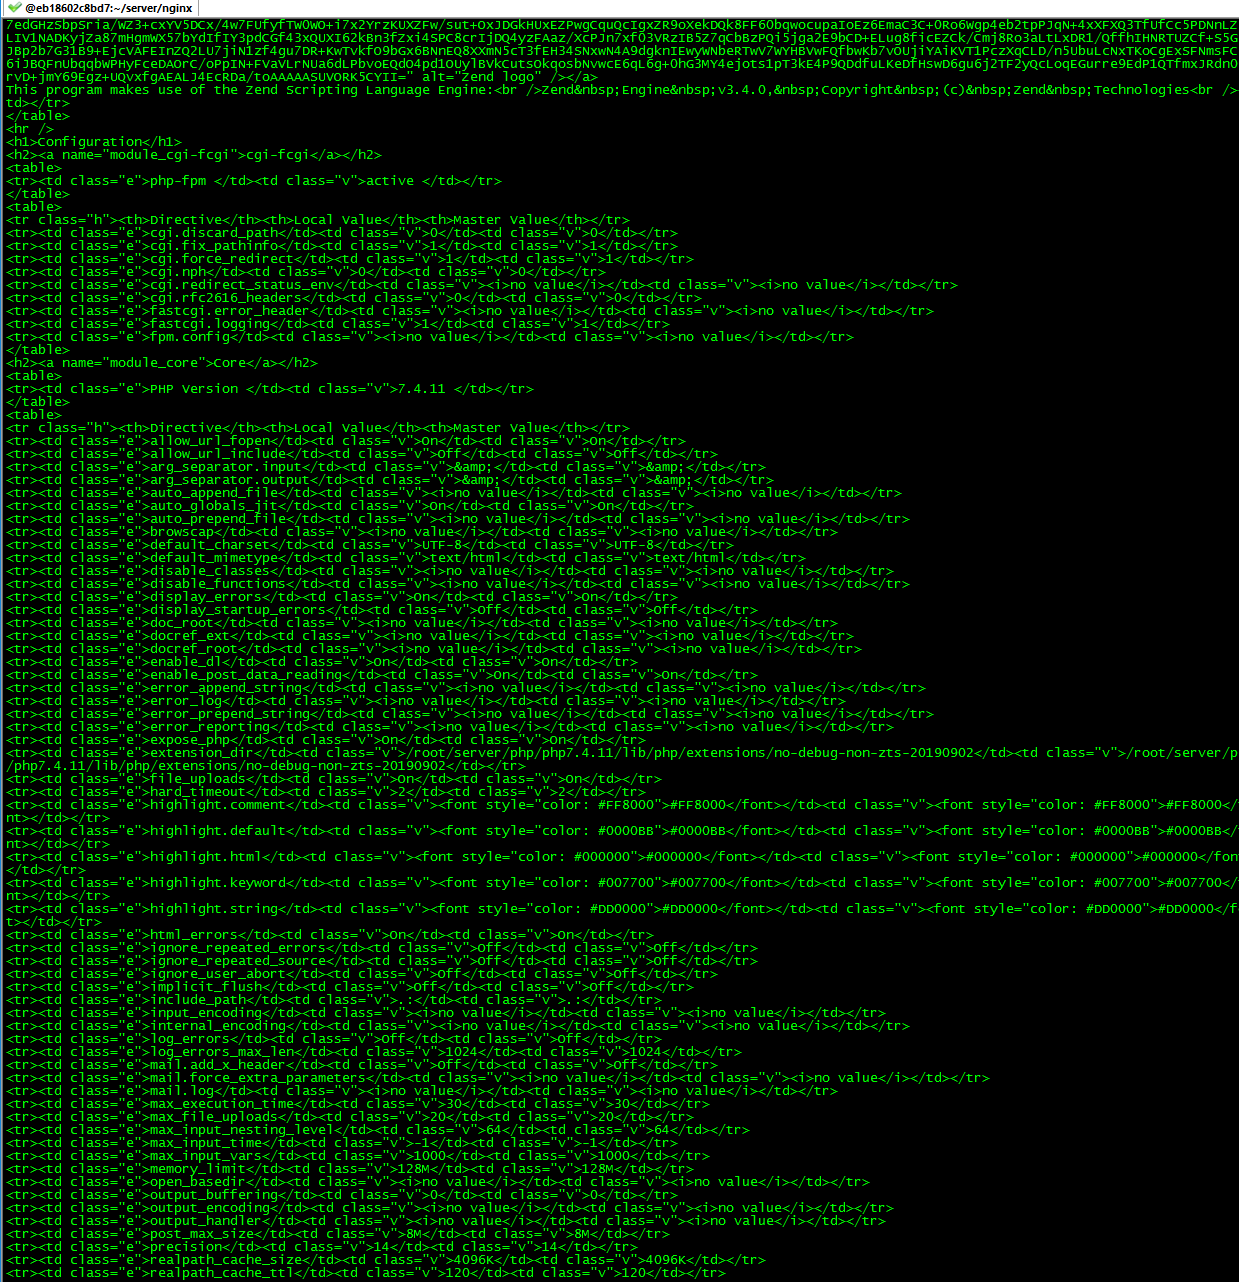 @eb18602c8bd7:~/server/nginx
This program makes use of the Zend Scripting Language Engine:<br />Zend&nbsp;Engine&nbsp;v3.4.0,&nbsp;Copyright&nbsp;(c)&nbsp;Zend&nbsp;Technologies<br />
td></tr>
</table>
<hr />
<h1>Configuration</h1>
<h2><a name="module_cgi-fcgi">cgi-fcgi</a></h2>
<table>
<tr><td class="e">php-fpm </td><td class="v">active </td></tr>
</table>
<table>
<tr class="h"><th>Directive</th><th>Local Value</th><th>Master Value</th></tr>
<tr><td class="e">cgi.discard_path</td><td class="v">0</td><td class="v">0</td></tr>
<tr><td class="e">cgi.fix_pathinfo</td><td class="v">1</td><td class="v">1</td></tr>
<tr><td class="e">cgi.force_redirect</td><td class="v">1</td><td class="v">1</td></tr>
<tr><td class="e">cgi.nph</td><td class="v">0</td><td class="v">0</td></tr>
<tr><td class="e">cgi.redirect_status_env</td><td class="v"><i>no value</i></td><td class="v"><i>no value</i></td></tr>
<tr><td class="e">cgi.rfc2616_headers</td><td class="v">0</td><td class="v">0</td></tr>
<tr><td class="e">fastcgi.error_header</td><td class="v"><i>no value</i></td><td class="v"><i>no value</i></td></tr>
<tr><td class="e">fastcgi.logging</td><td class="v">1</td><td class="v">1</td></tr>
<tr><td class="e">fpm.config</td><td class="v"><i>no value</i></td><td class="v"><i>no value</i></td></tr>
</table>
<h2><a name="module_core">Core</a></h2>
<table>
<tr><td class="e">PHP Version </td><td class="v">7.4.11 </td></tr>
</table>
<table>
<tr class="h"><th>Directive</th><th>Local Value</th><th>Master Value</th></tr>
<tr><td class="e">allow_url_fopen</td><td class="v">On</td><td class="v">On</td></tr>
<tr><td class="e">allow_url_include</td><td class="v">Off</td><td class="v">Off</td></tr>
<tr><td class="e">arg_separator.input</td><td class="v">&amp;</td><td class="v">&amp;</td></tr>
<tr><td class="e">arg_separator.output</td><td class="v">&amp;</td><td class="v">&amp;</td></tr>
<tr><td class="e">auto_append_file</td><td class="v"><i>no value</i></td><td class="v"><i>no value</i></td></tr>
<tr><td class="e">auto_globals_jit</td><td class="v">On</td><td class="v">On</td></tr>
<tr><td class="e">auto_prepend_file</td><td class="v"><i>no value</i></td><td class="v"><i>no value</i></td></tr>
<tr><td class="e">browscap</td><td class="v"><i>no value</i></td><td class="v"><i>no value</i></td></tr>
<tr><td class="e">default_charset</td><td class="v">UTF-8</td><td class="v">UTF-8</td></tr>
<tr><td class="e">default_mimetype</td><td class="v">text/html</td><td class="v">text/html</td></tr>
<tr><td class="e">disable_classes</td><td class="v"><i>no value</i></td><td class="v"><i>no value</i></td></tr>
<tr><td class="e">disable_functions</td><td class="v"><i>no value</i></td><td class="v"><i>no value</i></td></tr>
<tr><td class="e">display_errors</td><td class="v">On</td><td class="v">On</td></tr>
<tr><td class="e">display_startup_errors</td><td class="v">Off</td><td class="v">Off</td></tr>
<tr><td class="e">doc_root</td><td class="v"><i>no value</i></td><td class="v"><i>no value</i></td></tr>
<tr><td class="e">docref_ext</td><td class="v"><i>no value</i></td><td class="v"><i>no value</i></td></tr>
<tr><td class="e">docref_root</td><td class="v"><i>no value</i></td><td class="v"><i>no value</i></td></tr>
<tr><td class="e">enable_dl</td><td class="v">On</td><td class="v">On</td></tr>
<tr><td class="e">enable_post_data_reading</td><td class="v">On</td><td class="v">On</td></tr>
<tr><td class="e">error_append_string</td><td class="v"><i>no value</i></td><td class="v"><i>no value</i></td></tr>
<tr><td class="e">error_log</td><td class="v"><i>no value</i></td><td class="v"><i>no value</i></td></tr>
<tr><td class="e">error_prepend_string</td><td class="v"><i>no value</i></td><td class="v"><i>no value</i></td></tr>
<tr><td class="e">error_reporting</td><td class="v"><i>no value</i></td><td class="v"><i>no value</i></td></tr>
<tr><td class="e">expose_php</td><td class="v">On</td><td class="v">On</td></tr>
<tr><td class="e">extension_dir</td><td class="v">/root/server/php/php7.4.11/lib/php/extensions/no-debug-non-zts-20190902</td><td class="v">/root/server/p
/php7.4.11/lib/php/extensions/no-debug-non-zts-20190902</td></tr>
<tr><td class="e">file_uploads</td><td class="v">On</td><td class="v">On</td></tr>
<tr><td class="e">hard_timeout</td><td class="v">2</td><td class="v">2</td></tr>
<tr><td class="e">highlight.comment</td><td class="v"><font style="color: #FF8000">#FF8000</font></td><td class="v"><font style="color: #FF8000">#FF8000</
nt></td></tr>
<tr><td class="e">highlight.default</td><td class="v"><font style="color: #0000BB">#0000BB</font></td><td class="v"><font style="color: #0000BB">#0000BB</
nt></td></tr>
<tr><td class="e">highlight.html</td><td class="v"><font style="color: #000000">#000000</font></td><td class="v"><font style="color: #000000">#000000</fon
</td></tr>
<tr><td class="e">highlight.keyword</td><td class="v"><font style="color: #007700">#007700</font></td><td class="v"><font style="color: #007700">#007700</
nt></td></tr>
<tr><td class="e">highlight.string</td><td class="v"><font style="color: #DD0000">#DD0000</font></td><td class="v"><font style="color: #DD0000">#DD0000</f
t></td></tr>
<tr><td class="e">html_errors</td><td class="v">On</td><td class="v">On</td></tr>
<tr><td class="e">ignore_repeated_errors</td><td class="v">Off</td><td class="v">Off</td></tr>
<tr><td class="e">ignore_repeated_source</td><td class="v">Off</td><td class="v">Off</td></tr>
<tr><td class="e">ignore_user_abort</td><td class="v">Off</td><td class="v">Off</td></tr>
<tr><td class="e">implicit_flush</td><td class="v">Off</td><td class="v">Off</td></tr>
<tr><td class="e">include_path</td><td class="v">.:</td><td class="v">.:</td></tr>
<tr><td class="e">input_encoding</td><td class="v"><i>no value</i></td><td class="v"><i>no value</i></td></tr>
<tr><td class="e">internal_encoding</td><td class="v"><i>no value</i></td><td class="v"><i>no value</i></td></tr>
<tr><td class="e">log_errors</td><td class="v">Off</td><td class="v">Off</td></tr>
<tr><td class="e">log_errors_max_len</td><td class="v">1024</td><td class="v">1024</td></tr>
<tr><td class="e">mail.add_x_header</td><td class="v">Off</td><td class="v">Off</td></tr>
<tr><td class="e">mail.force_extra_parameters</td><td class="v"><i>no value</i></td><td class="v"><i>no value</i></td></tr>
<tr><td class="e">mail.log</td><td class="v"><i>no value</i></td><td class="v"><i>no value</i></td></tr>
<tr><td class="e">max_execution_time</td><td class="v">30</td><td class="v">30</td></tr>
<tr><td class="e">max_file_uploads</td><td class="v">20</td><td class="v">20</td></tr>
<tr><td class="e">max_input_nesting_level</td><td class="v">64</td><td class="v">64</td></tr>
<tr><td class="e">max_input_time</td><td class="v">-1</td><td class="v">-1</td></tr>
<tr><td class="e">max_input_vars</td><td class="v">1000</td><td class="v">1000</td></tr>
<tr><td class="e">memory_limit</td><td class="v">128M</td><td class="v">128M</td></tr>
<tr><td class="e">open_basedir</td><td class="v"><i>no value</i></td><td class="v"><i>no value</i></td></tr>
<tr><td class="e">output_buffering</td><td class="v">0</td><td class="v">0</td></tr>
<tr><td class="e">output_encoding</td><td class="v"><i>no value</i></td><td class="v"><i>no value</i></td></tr>
<tr><td class="e">output_handler</td><td class="v"><i>no value</i></td><td class="v"><i>no value</i></td></tr>
<tr><td class="e">post_max_size</td><td class="v">8M</td><td class="v">8M</td></tr>
<tr><td class="e">precision</td><td class="v">14</td><td class="v">14</td></tr>
<tr><td class="e">realpath_cache_size</td><td class="v">4096K</td><td class="v">4096K</td></tr>
<tr><td class="e">realpath_cache_ttl</td><td class="v">120</td><td class="v">120</td></tr>